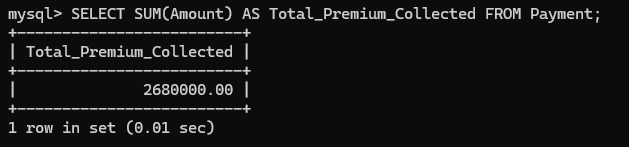 mysql> SELECT SUM(Amount) AS Total_Premium_Collected FROM Payment;
+-------------------------+
| Total_Premium_Collected |
+-------------------------+
|              2680000.00 |
+-------------------------+
1 row in set (0.01 sec)